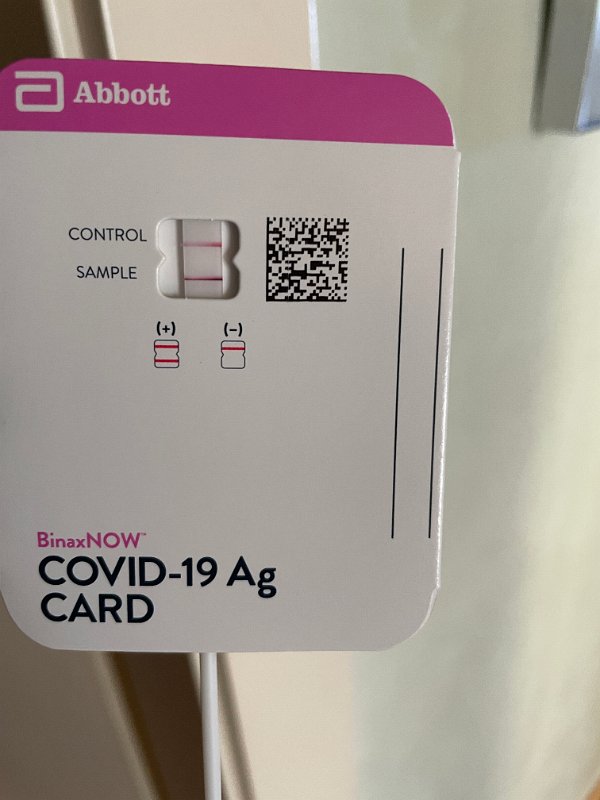 Abbott
CONTROL
SAMPLE
(+) (-)
BinaxNOW™
COVID-19 Ag
CARD